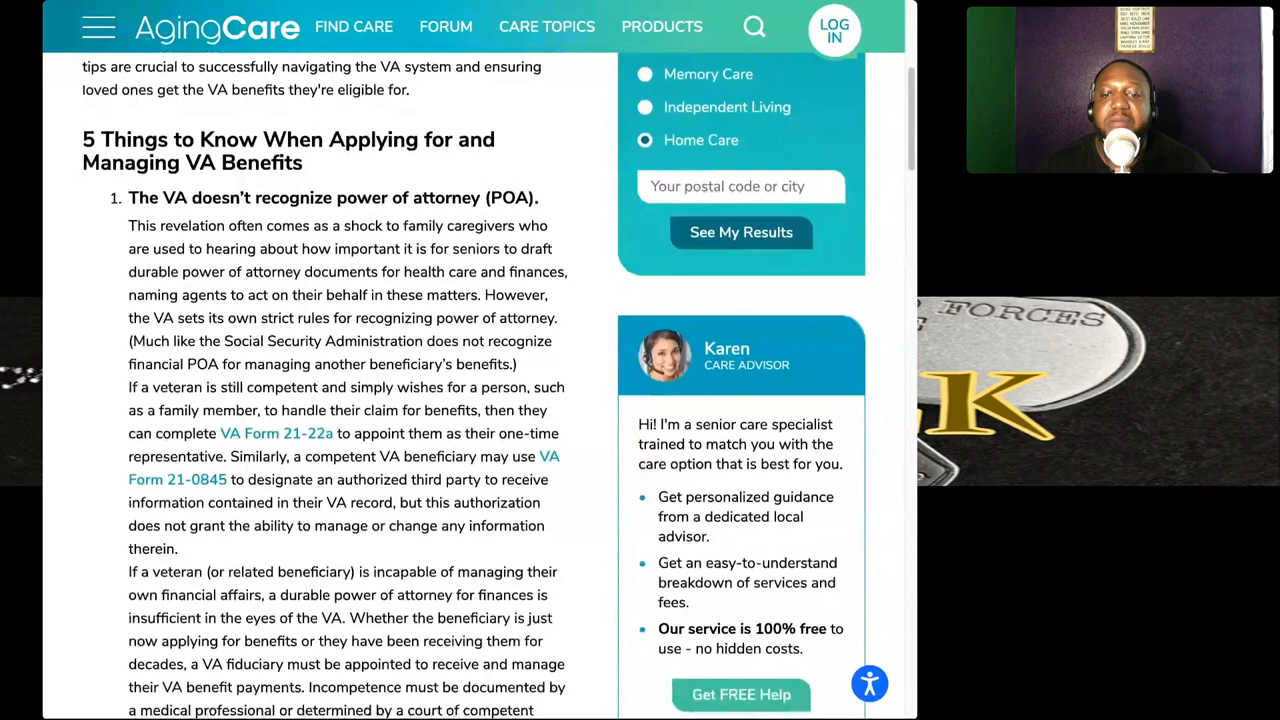 AgingCare
FIND CARE
RUM
CARE TOPICS
PRODUCTS
LOG
IN
tips are crucial to successfully navigating the VA system and ensuring
loved ones get the VA benefits they're eligible for.
5 Things to Know When Applying for and
Managing VA Benefits
1. The VA doesn't recognize power of attorney (POA).
This revelation often comes as a shock to family caregivers who
are used to hearing about how important it is for seniors to draft
durable power of attorney documents for health care and finances,
naming agents to act on their behalf in these matters. However,
the VA sets its own strict rules for recognizing power of attorney.
(Much like the Social Security Administration does not recognize
financial POA for managing another beneficiary's benefits.)
If a veteran is still competent and simply wishes for a person, such
as a family member, to handle their claim for benefits, then they
can complete VA Form 21-22a to appoint them as their one-time
representative. Similarly, a competent VA beneficiary may use VA
Form 21-0845 to designate an authorized third party to receive
information contained in their VA record, but this authorization
does not grant the ability to manage or change any information
therein.
If a veteran (or related beneficiary) is incapable of managing their
own financial affairs, a durable power of attorney for finances is
insufficient in the eyes of the VA. Whether the beneficiary is just
now applying for benefits or they have been receiving them for
decades, a VA fiduciary must be appointed to receive and manage
their VA benefit payments. Incompetence must be documented by
a medical professional or determined by a court of competent
Memory Care
Independent Living
Home Care
Your postal code or city
See My Results
Karen
CARE ADVISOR
Hi! I'm a senior care specialist
trained to match you with the
care option that is best for you.
Get personalized guidance
from a dedicated local
advisor.
Get an easy-to-understand
breakdown of services and
fees.
Our service is 100% free to
use - no hidden costs.
Get FREE Help
FORCES
K